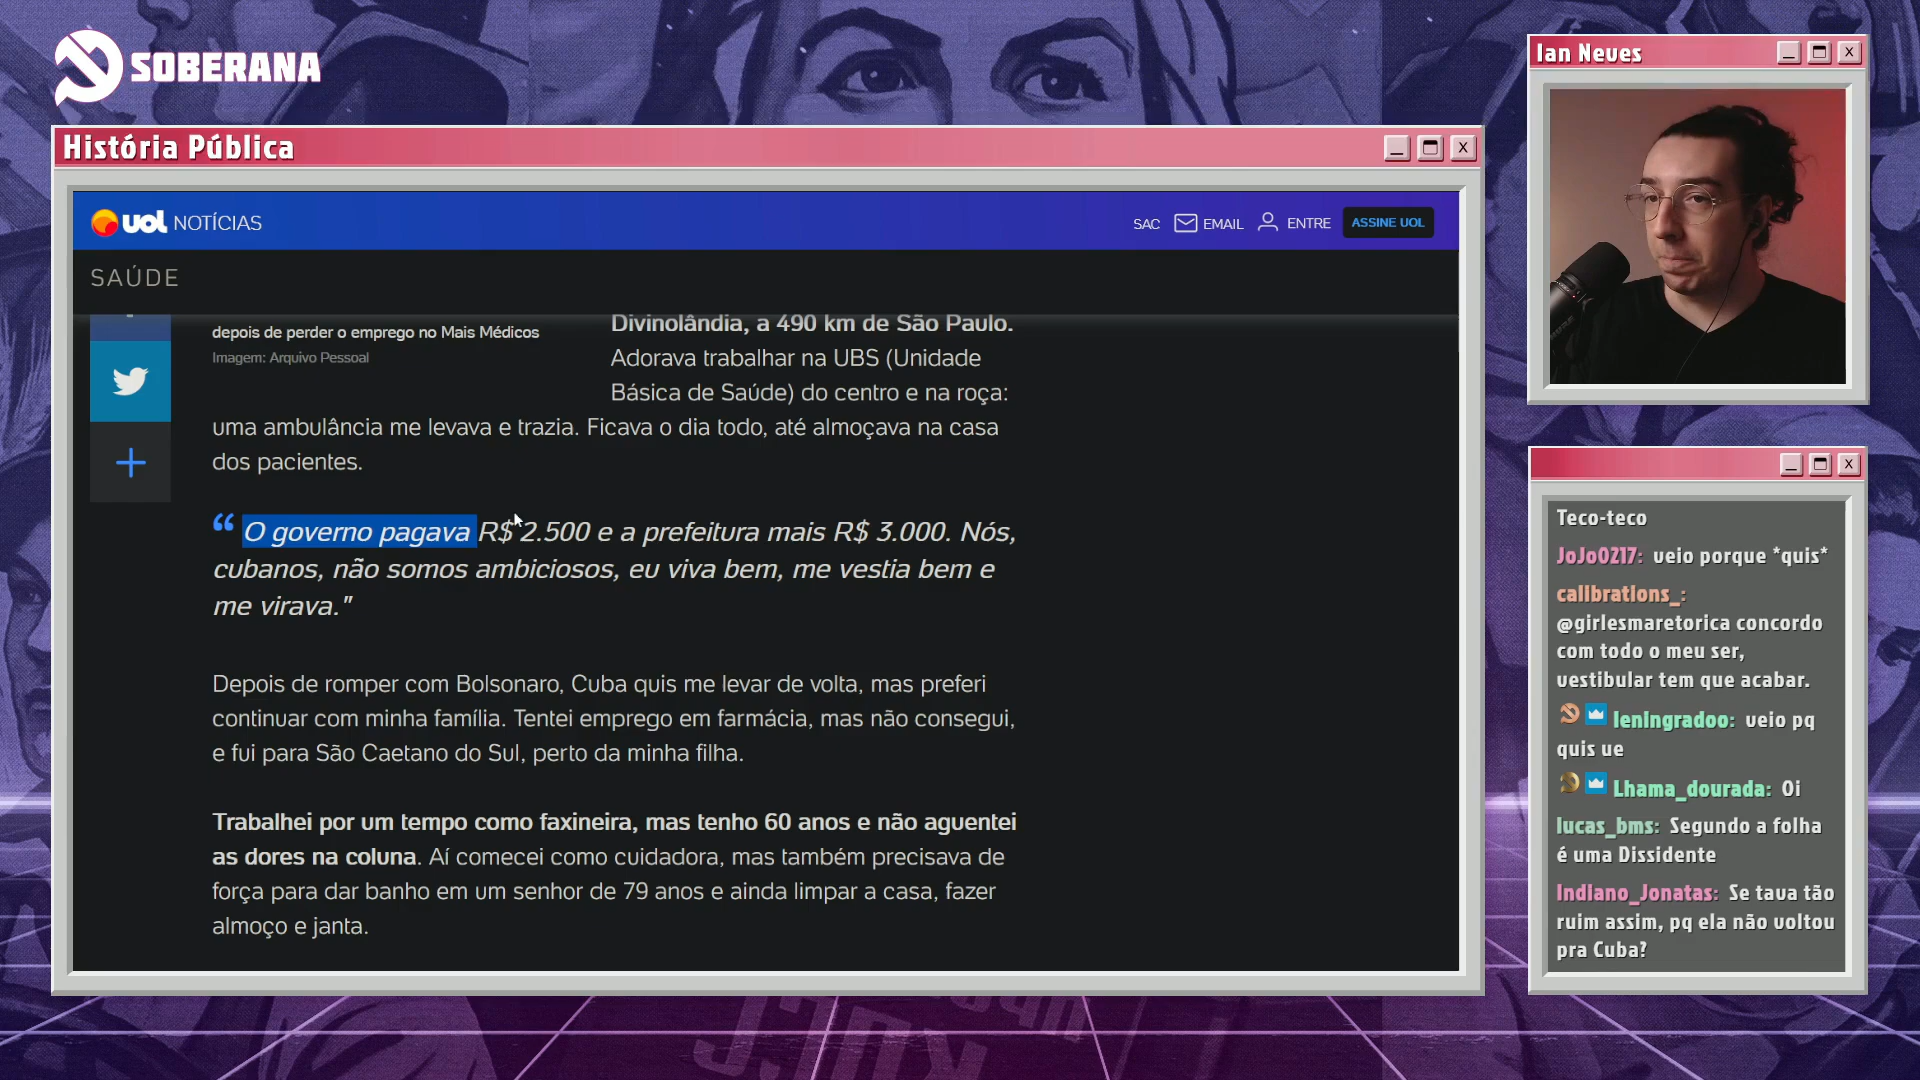 SOBERANA
História Pública
uol NOTÍCIAS
SAC EMAIL ENTRE ASSINE UOL
SAÚDE
depois de perder o emprego no Mais Médicos
Imagem: Arquivo Pessoal
Divinolândia, a 490 km de São Paulo.
Adorava trabalhar na UBS (Unidade
Básica de Saúde) do centro e na roça:
uma ambulância me levava e trazia. Ficava o dia todo, até almoçava na casa
dos pacientes.
“ O governo pagava R$ 2.500 e a prefeitura mais R$ 3.000. Nós,
cubanos, não somos ambiciosos, eu viva bem, me vestia bem e
me virava."
Depois de romper com Bolsonaro, Cuba quis me levar de volta, mas preferi
continuar com minha família. Tentei emprego em farmácia, mas não consegui,
e fui para São Caetano do Sul, perto da minha filha.
Trabalhei por um tempo como faxineira, mas tenho 60 anos e não aguentei
as dores na coluna. Aí comecei como cuidadora, mas também precisava de
força para dar banho em um senhor de 79 anos e ainda limpar a casa, fazer
almoço e janta.
Ian Neves
Teco-teco
JoJo0217: veio porque *quis*
calibrations_:
@girlesmaretorica concordo
com todo o meu ser,
vestibular tem que acabar.
leningradoo: veio pq
quis ue
Lhama_dourada: Oi
lucas_bms: Segundo a folha
é uma Dissidente
Indiano_Jonatas: Se tava tão
ruim assim, pq ela não voltou
pra Cuba?